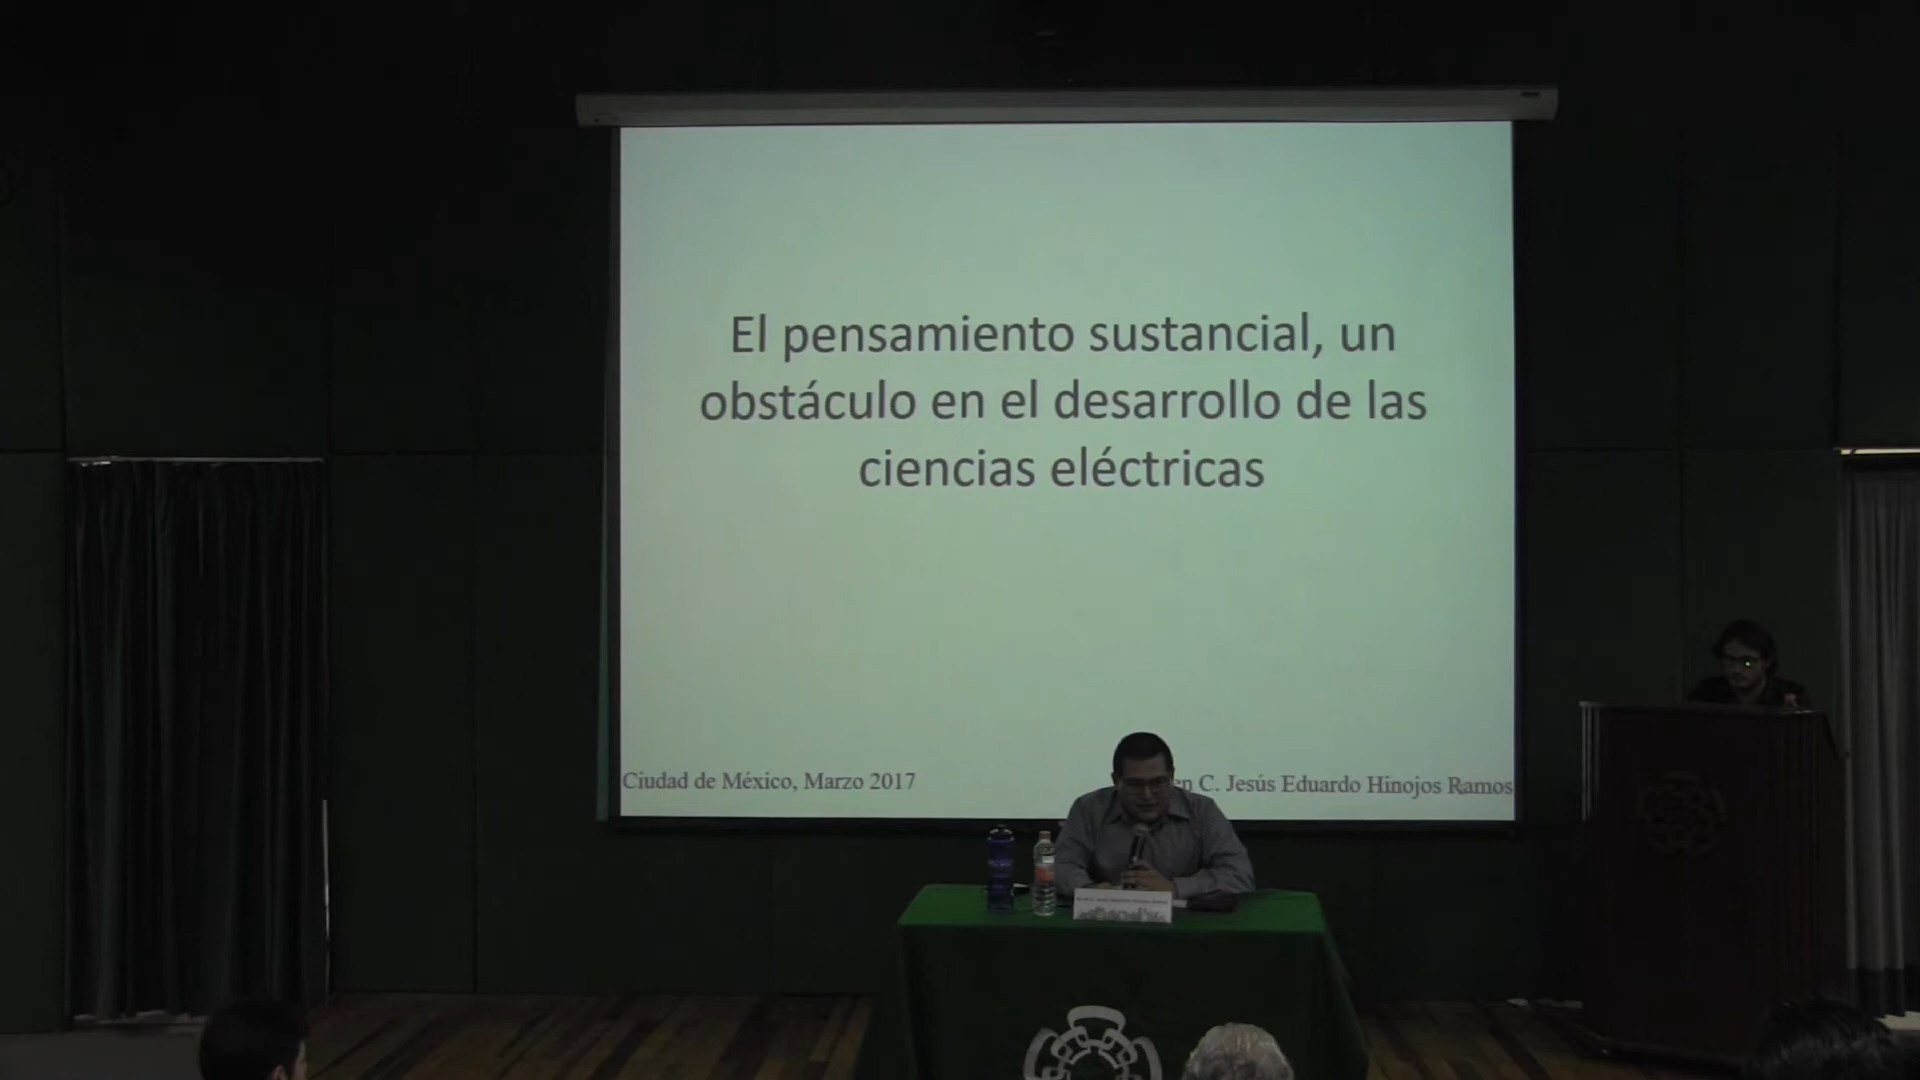 El pensamiento sustancial, un
obstáculo en el desarrollo de las
ciencias eléctricas
Ciudad de México, Marzo 2017
en C. Jesús Eduardo Hinojos Ramos